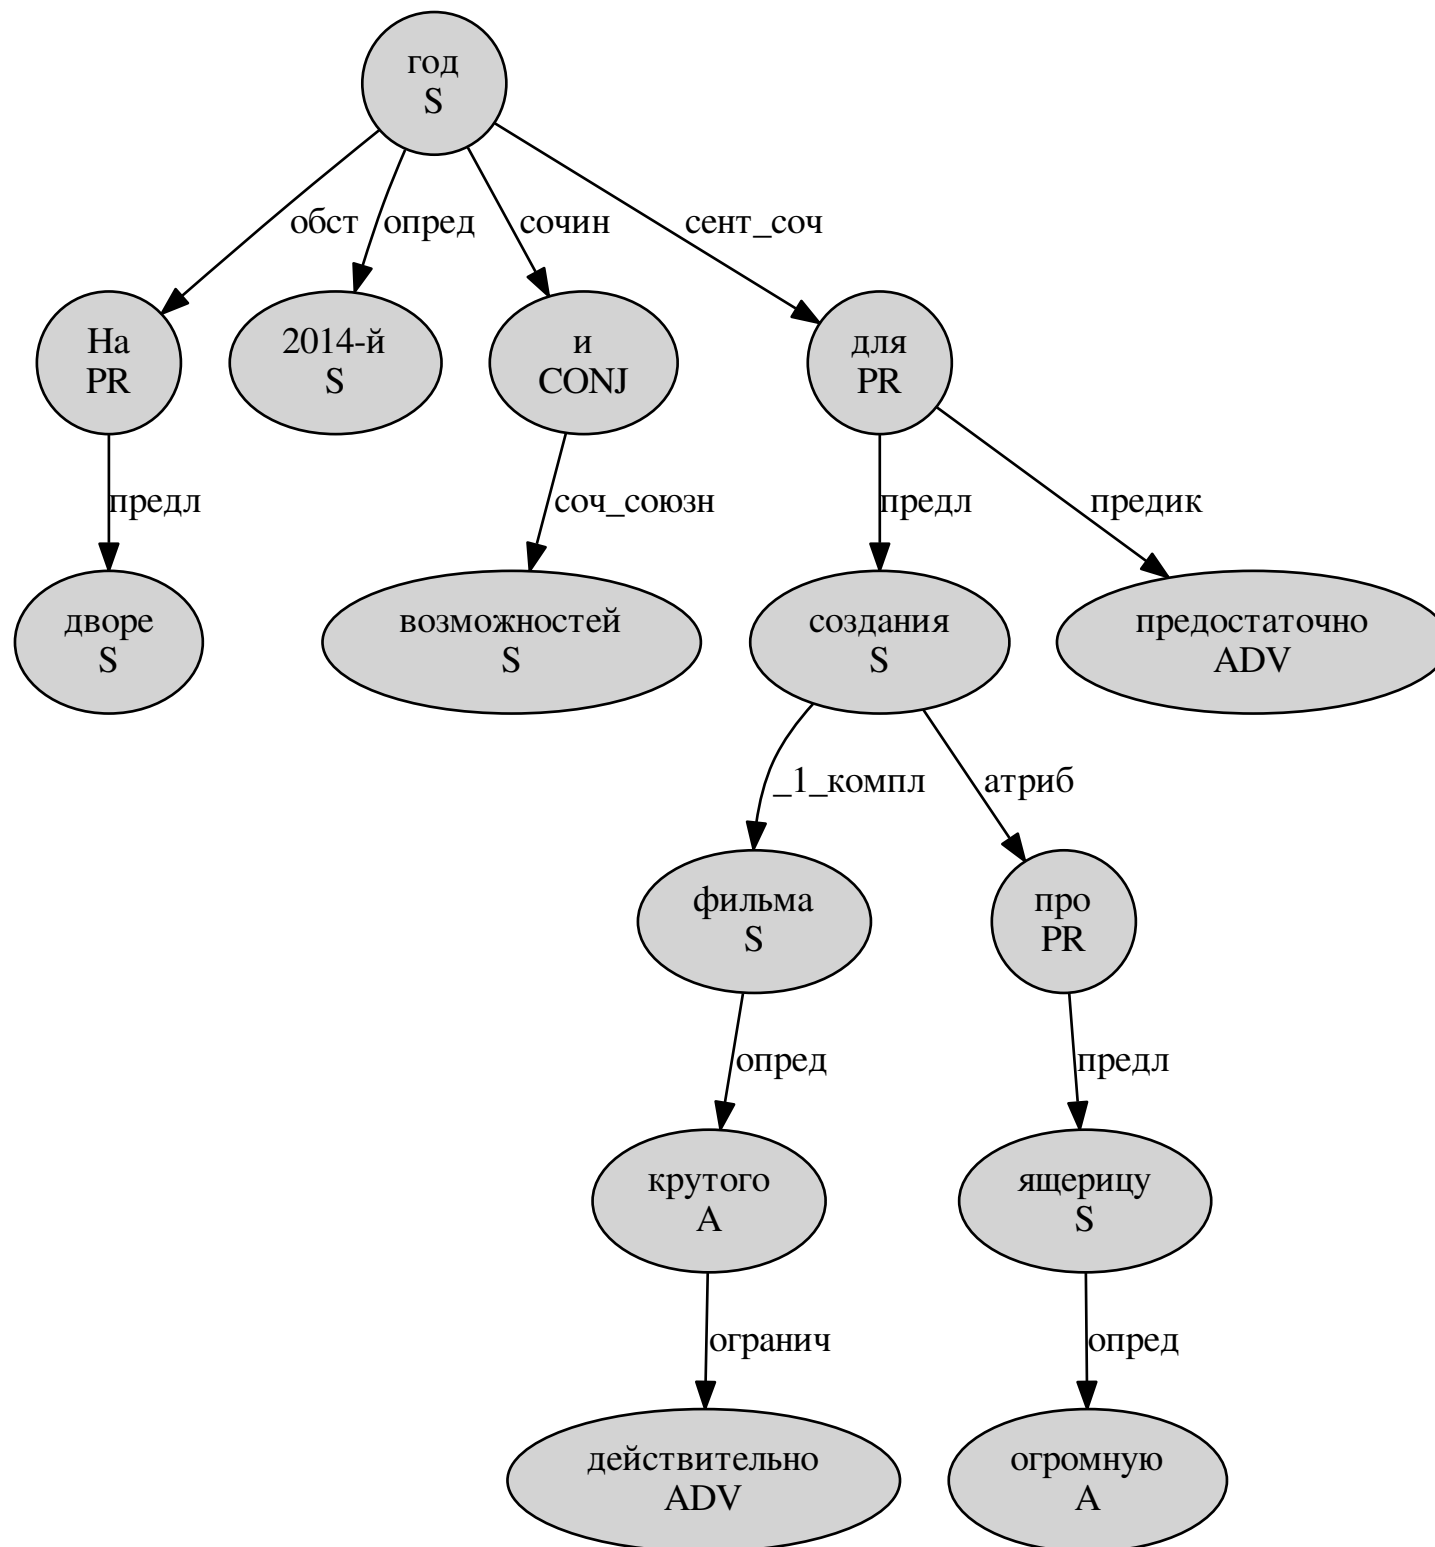 год
S
обст
опред
сочин
сент_соч
На
PR
2014-й
S
и
CONJ
для
PR
предл
соч_союзн
предл
предик
дворе
S
возможностей
S
создания
S
предостаточно
ADV
_1_компл
атриб
фильма
S
про
PR
опред
предл
крутого
A
ящерицу
S
огранич
опред
действительно
ADV
огромную
A